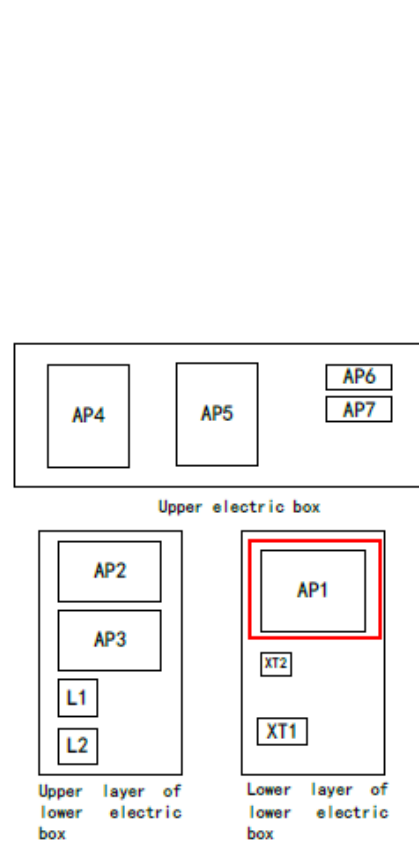 AP4 AP5 AP6
AP7
Upper electric box
AP2
AP3
L1
L2
Upper layer of
lower electric
box
AP1
XT2
XT1
Lower layer of
lower electric
box